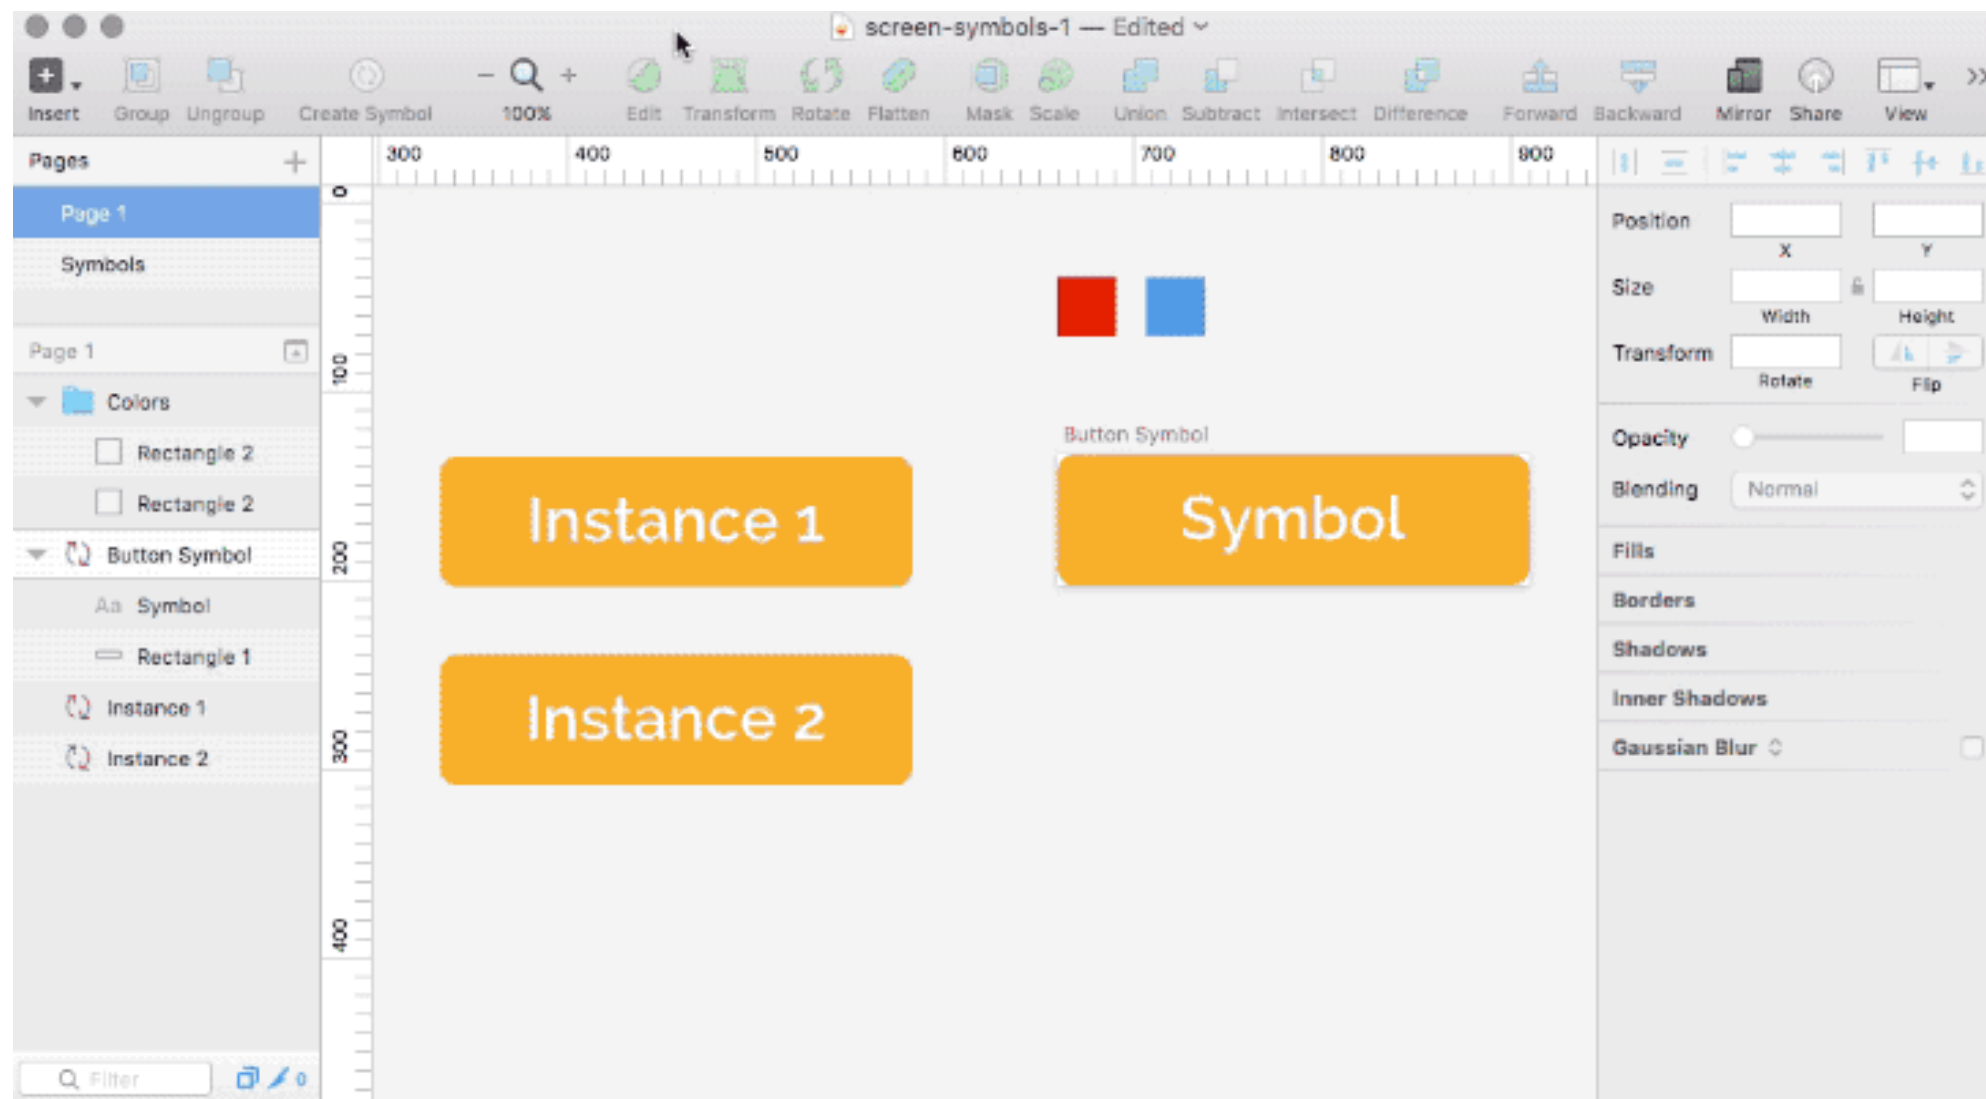 screen-symbols-1 — Edited
Insert Group Ungroup Create Symbol 100% Edit Transform Rotate Flatten Mask Scale Union Subtract Intersect Difference Forward Backward Mirror Share View
Pages
Page 1
Symbols
Page 1
Colors
Rectangle 2
Rectangle 2
Button Symbol
Symbol
Rectangle 1
Instance 1
Instance 2
Filter
0
300 400 500 600 700 800 900
0
100
200
300
400
Button Symbol
Instance 1
Symbol
Instance 2
Position
X Y
Size
Width Height
Transform
Rotate Flip
Opacity
Blending Normal
Fills
Borders
Shadows
Inner Shadows
Gaussian Blur